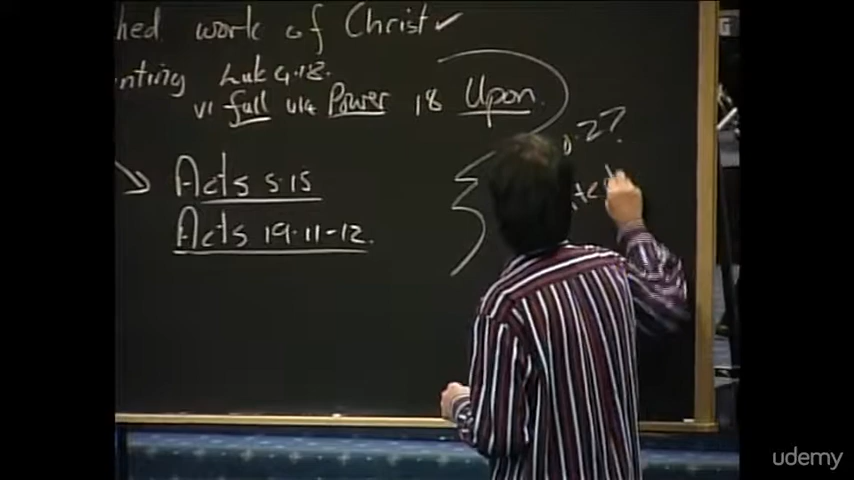 hed work of Christ ✓
nting Luk 4.18.
v1 full v14 Power 18 Upon.
Acts 5.15
Acts 19.11-12.
27
udemy